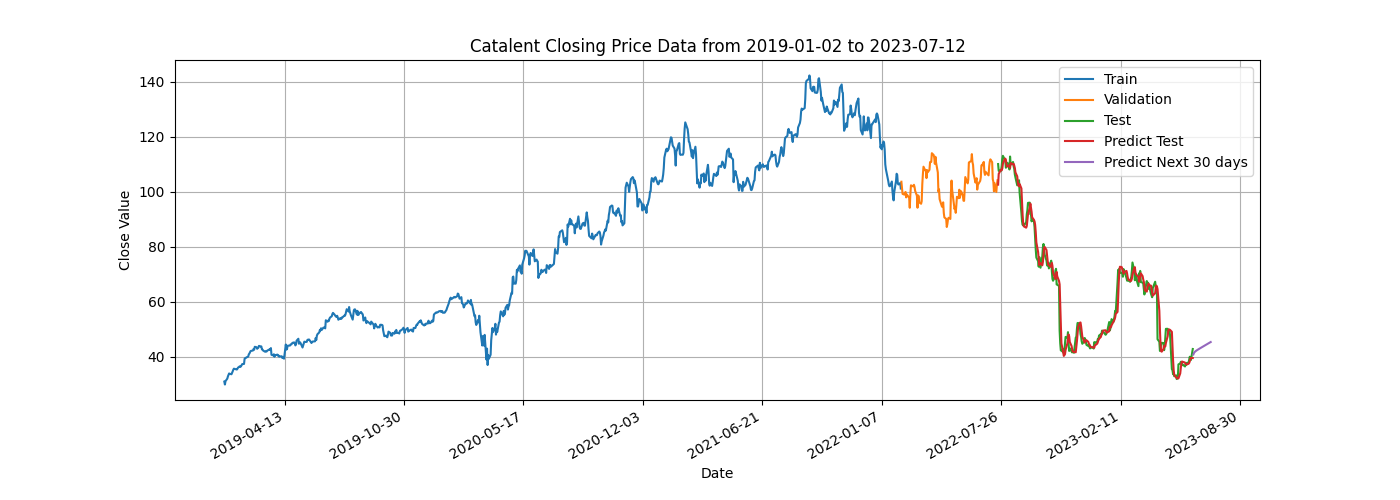 Catalent Closing Price Data from 2019-01-02 to 2023-07-12
Train
Validation
Test
Predict Test
Predict Next 30 days
Close Value
140
120
100
80
60
40
2019-04-13
2019-10-30
2020-05-17
2020-12-03
2021-06-21
2022-01-07
2022-07-26
2023-02-11
2023-08-30
Date